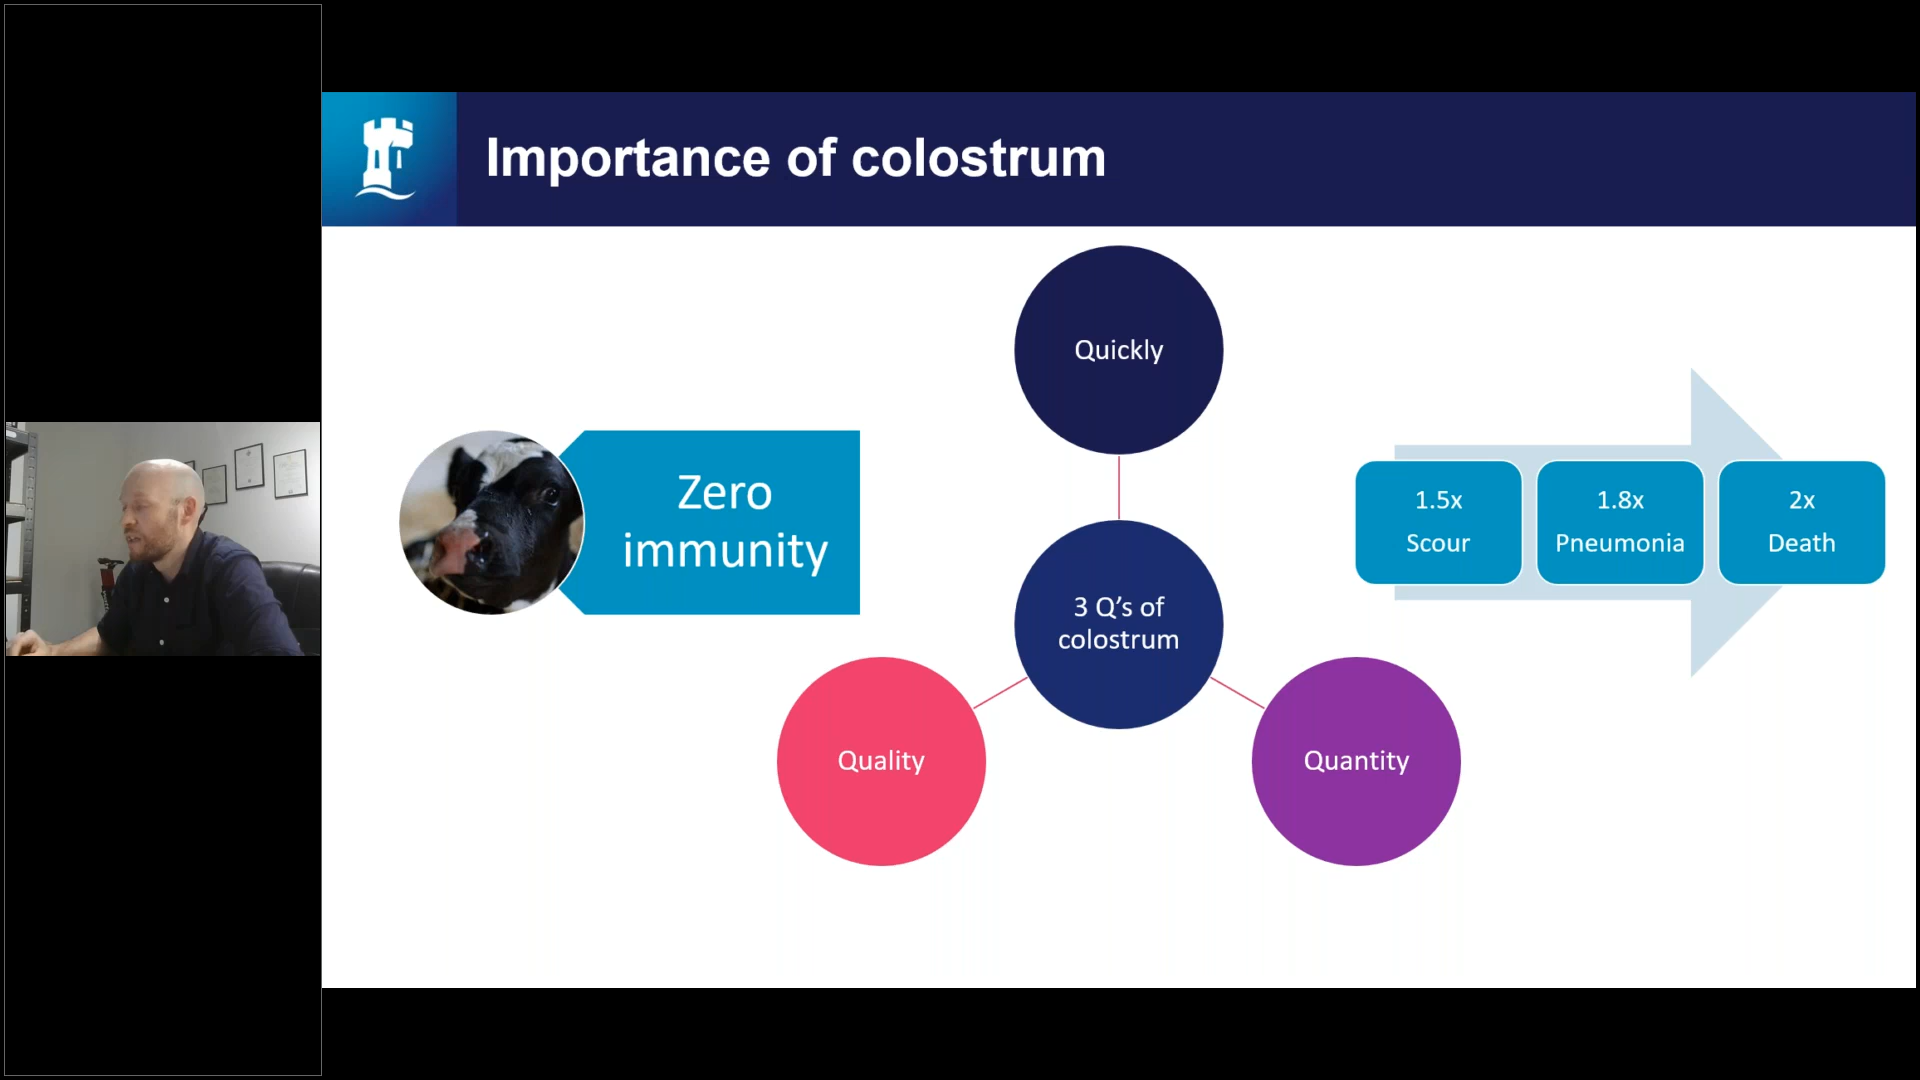 Importance of colostrum
Zero
immunity
Quickly
3 Q’s of
colostrum
Quality
Quantity
1.5x
Scour
1.8x
Pneumonia
2x
Death